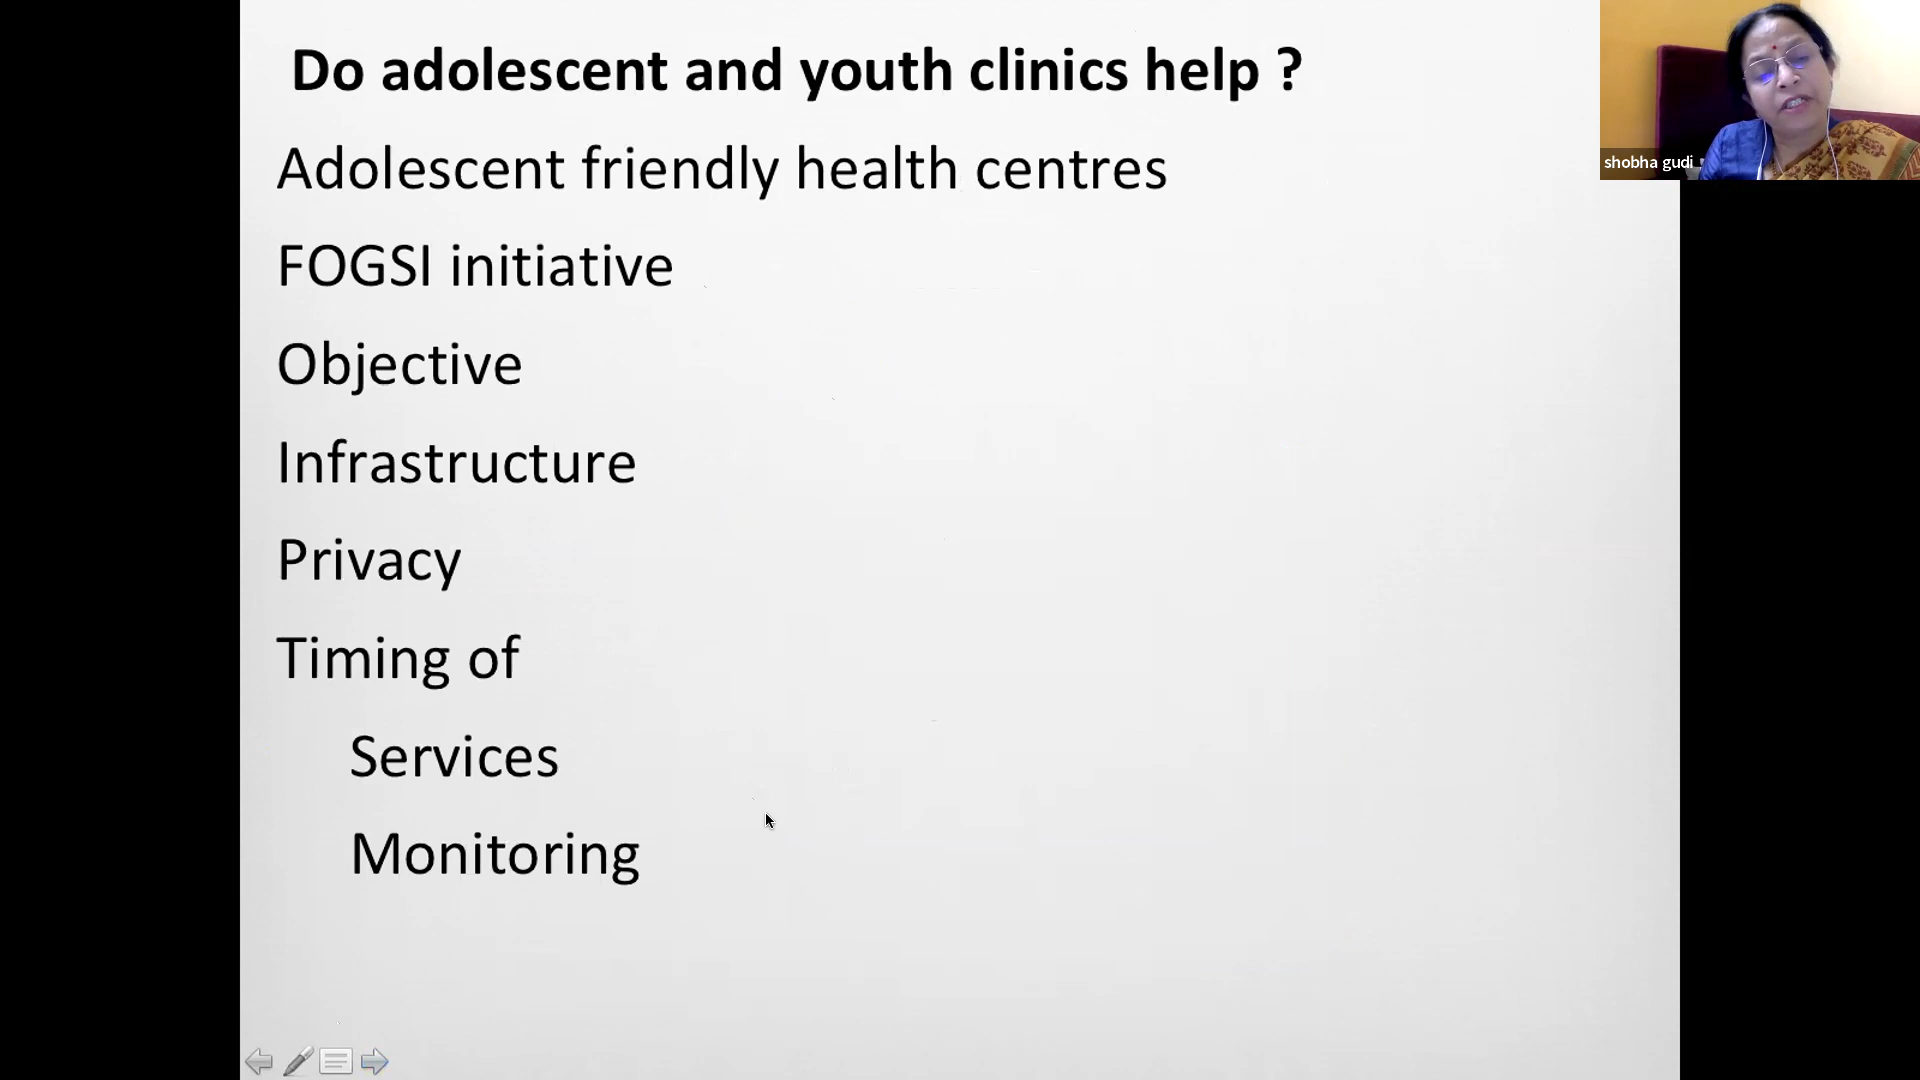 Do adolescent and youth clinics help ?
Adolescent friendly health centres
FOGSI initiative
Objective
Infrastructure
Privacy
Timing of
Services
Monitoring
shobha gudi